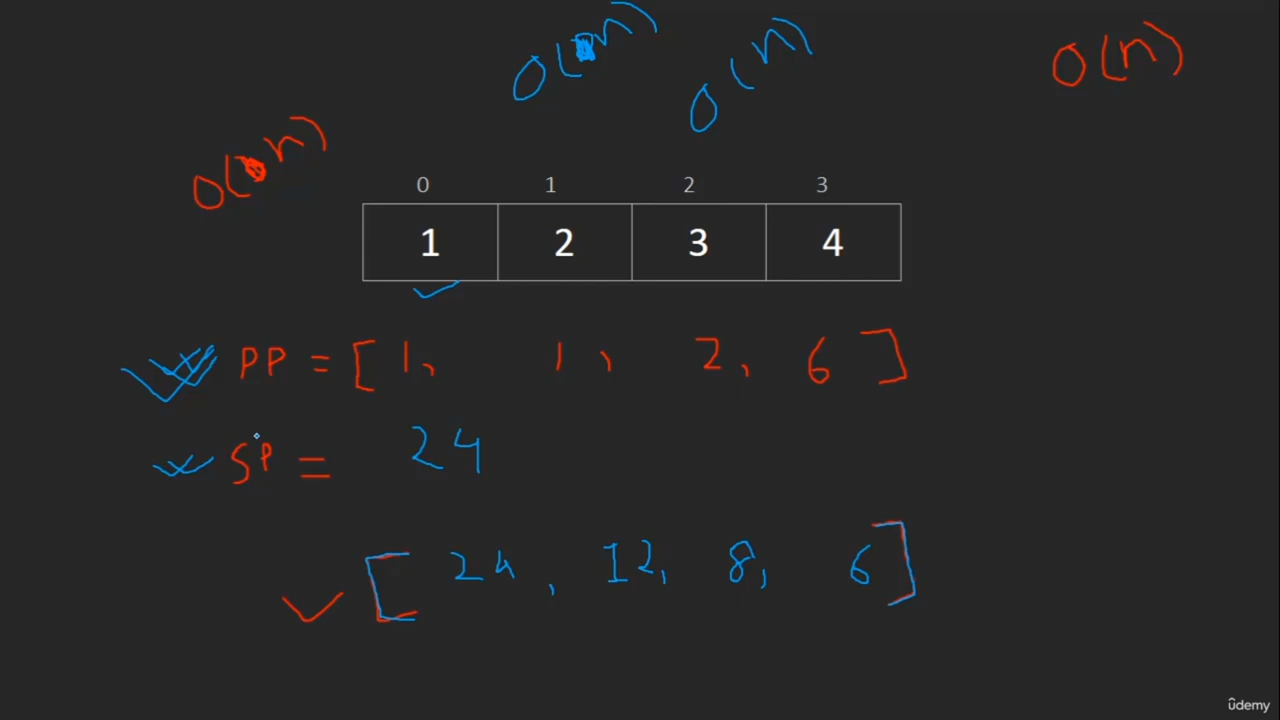 O(n) O(n) O(n)
O(n)
0 1 2 3
1 2 3 4
PP = [1, 1, 2, 6]
SP = 24
[24, 12, 8, 6]
ûdemy